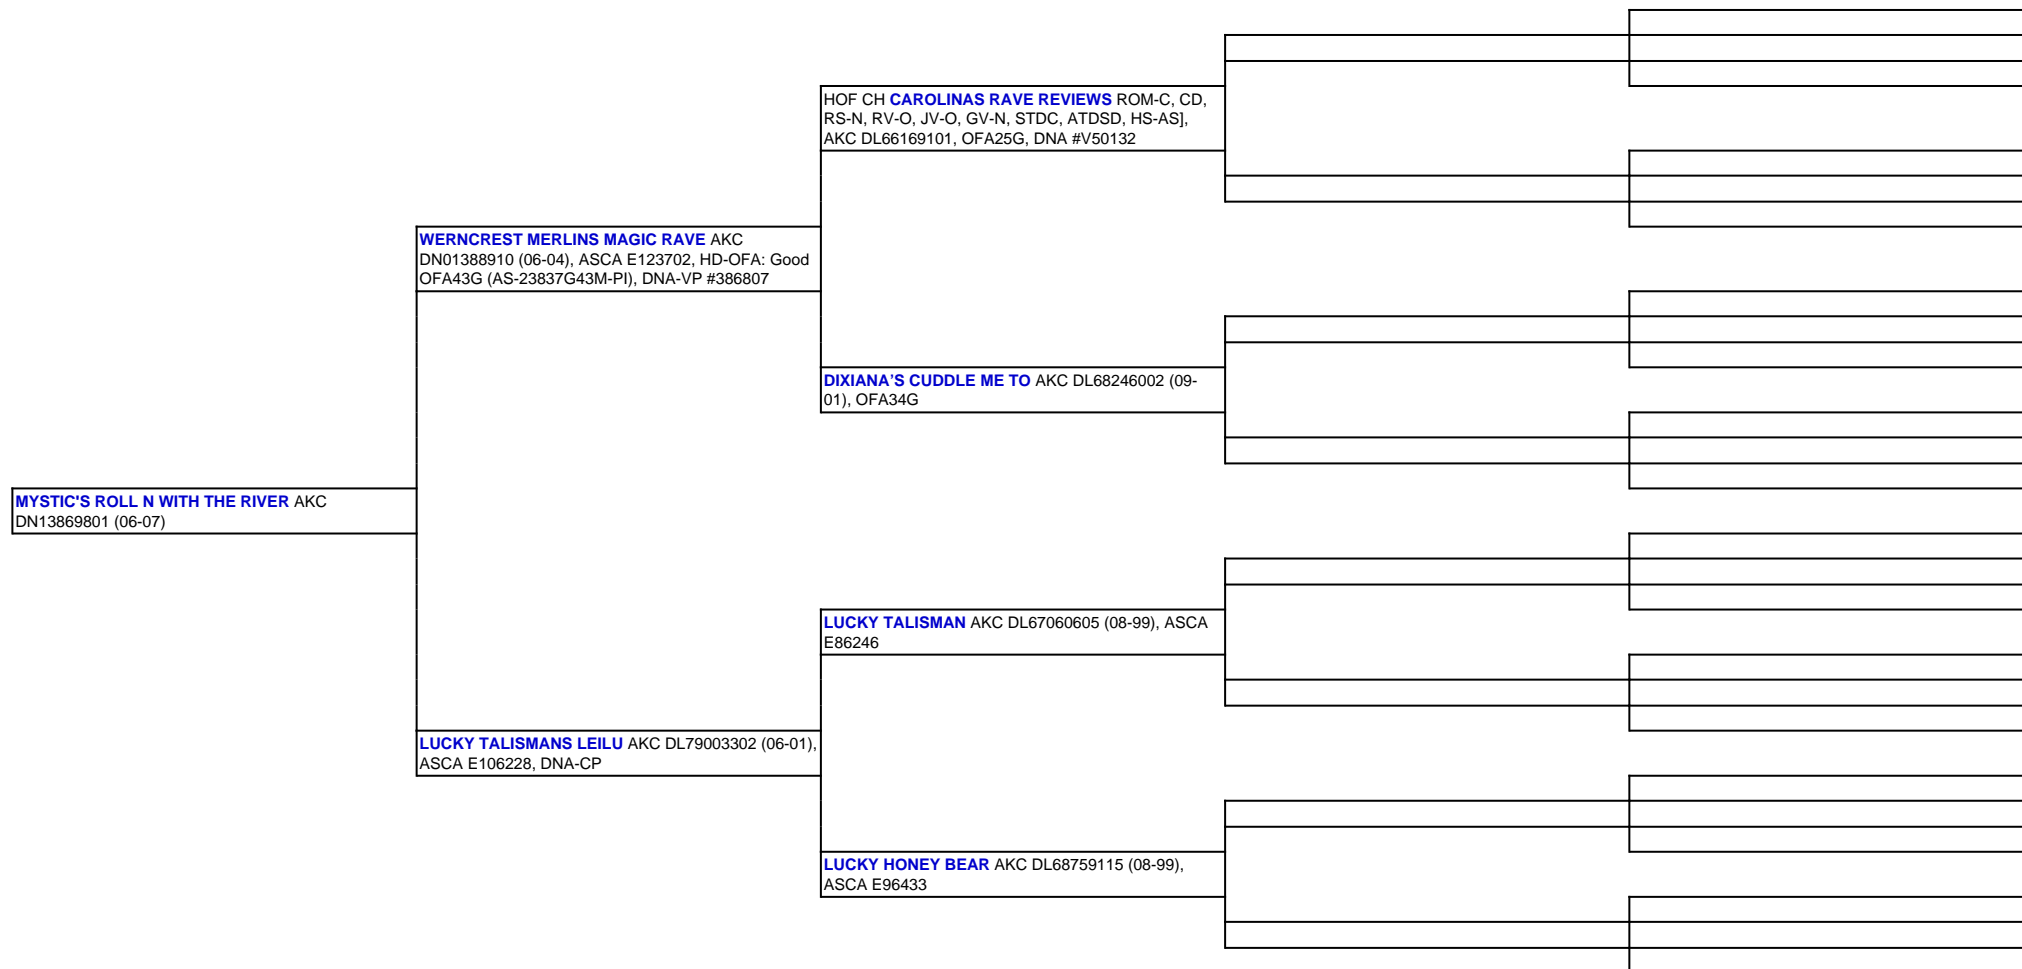 HOF CH CAROLINAS RAVE REVIEWS ROM-C, CD,
RS-N, RV-O, JV-O, GV-N, STDC, ATDSD, HS-AS],
AKC DL66169101, OFA25G, DNA #V50132
WERNCREST MERLINS MAGIC RAVE AKC
DN01388910 (06-04), ASCA E123702, HD-OFA: Good
OFA43G (AS-23837G43M-PI), DNA-VP #386807
DIXIANA'S CUDDLE ME TO AKC DL68246002 (09-
01), OFA34G
MYSTIC'S ROLL N WITH THE RIVER AKC
DN13869801 (06-07)
LUCKY TALISMAN AKC DL67060605 (08-99), ASCA
E86246
LUCKY TALISMANS LEILU AKC DL79003302 (06-01),
ASCA E106228, DNA-CP
LUCKY HONEY BEAR AKC DL68759115 (08-99),
ASCA E96433